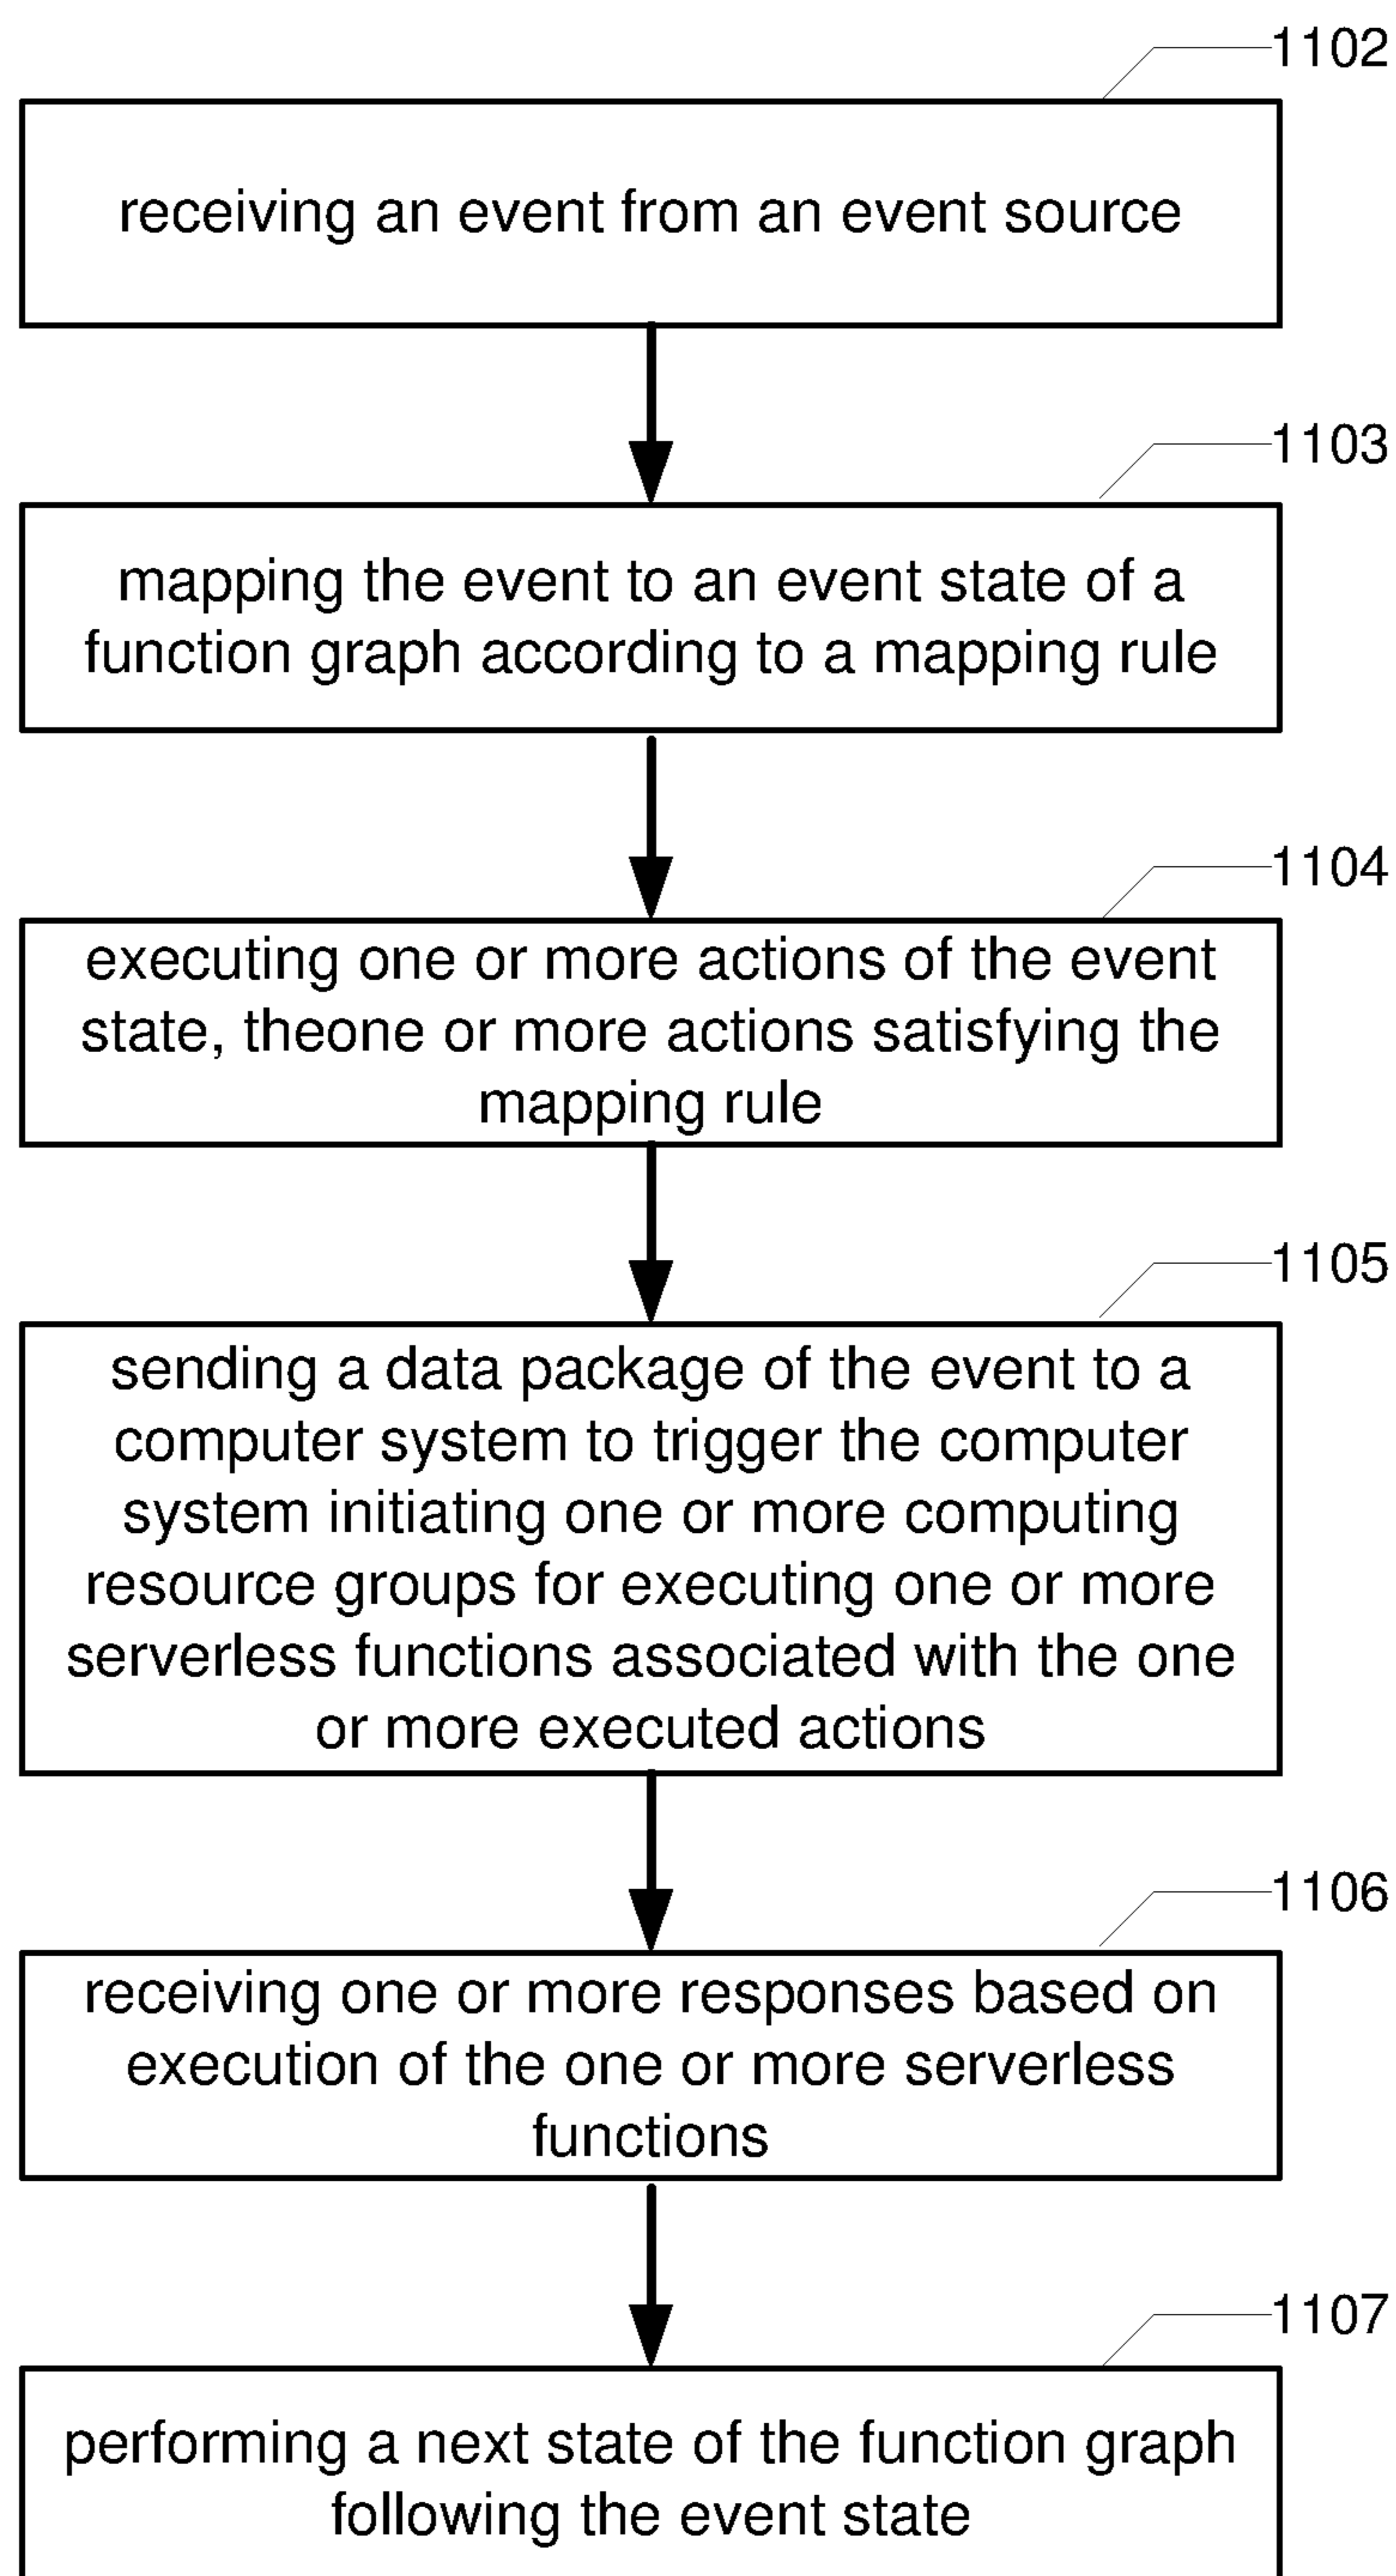 1102
receiving an event from an event source
1103
mapping the event to an event state of a
function graph according to a mapping rule
1104
executing one or more actions of the event
state, theone or more actions satisfying the
mapping rule
1105
sending a data package of the event to a
computer system to trigger the computer
system initiating one or more computing
resource groups for executing one or more
serverless functions associated with the one
or more executed actions
1106
receiving one or more responses based on
execution of the one or more serverless
functions
1107
performing a next state of the function graph
following the event state